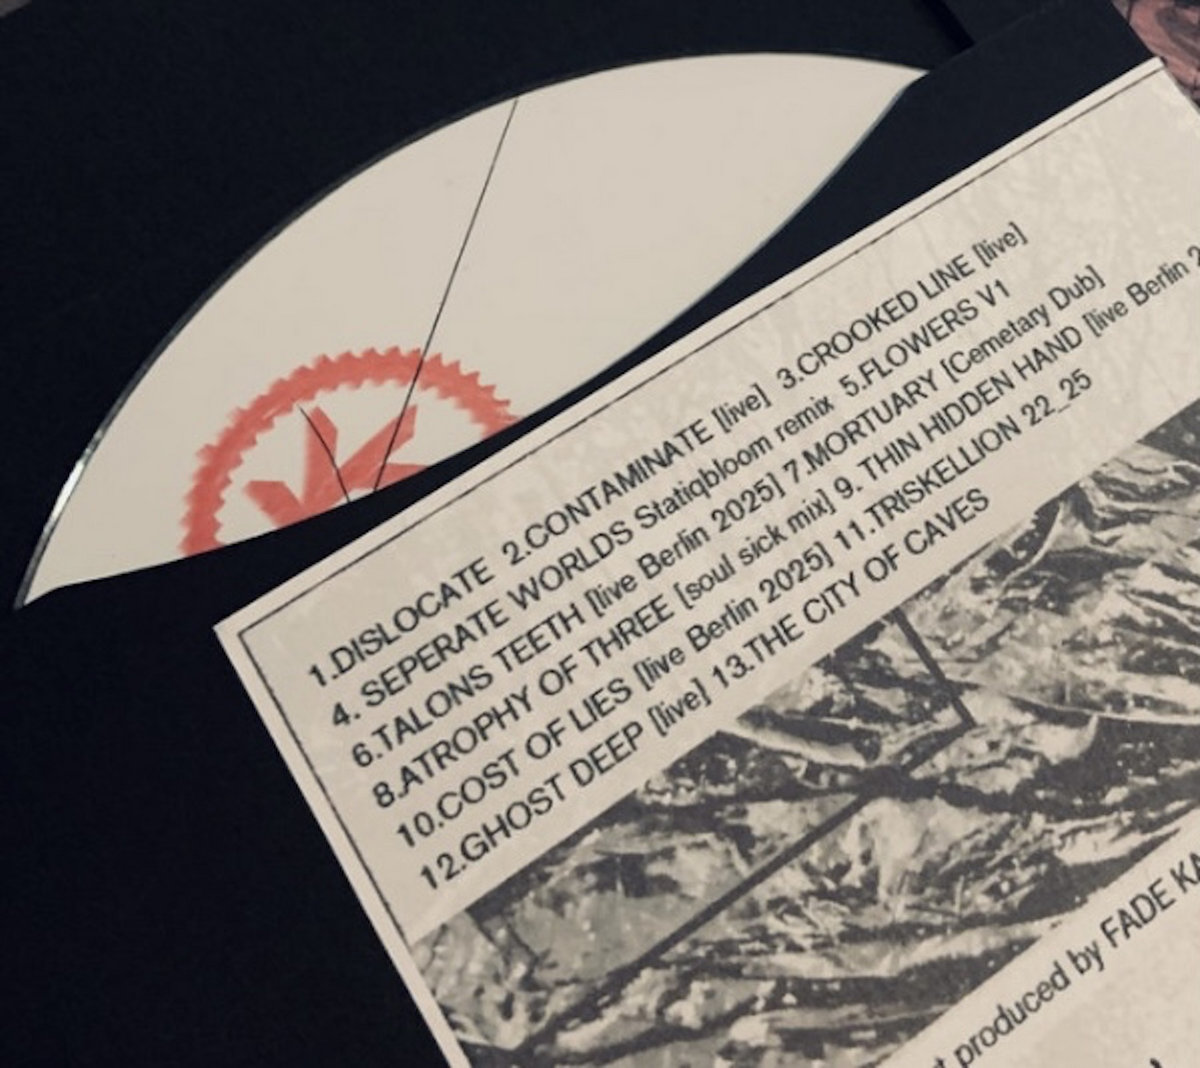 1.DISLOCATE 2.CONTAMINATE [live] 3.CROOKED LINE [live]
4. SEPERATE WORLDS Statiqbloom remix 5.FLOWERS V1
6.TALONS TEETH [live Berlin 2025] 7.MORTUARY [Cemetary Dub]
8.ATROPHY OF THREE [soul sick mix] 9. THIN HIDDEN HAND [live Berlin
10.COST OF LIES [live Berlin 2025] 11.TRISKELLION 22_25
12.GHOST DEEP [live] 13.THE CITY OF CAVES
produced by FADE